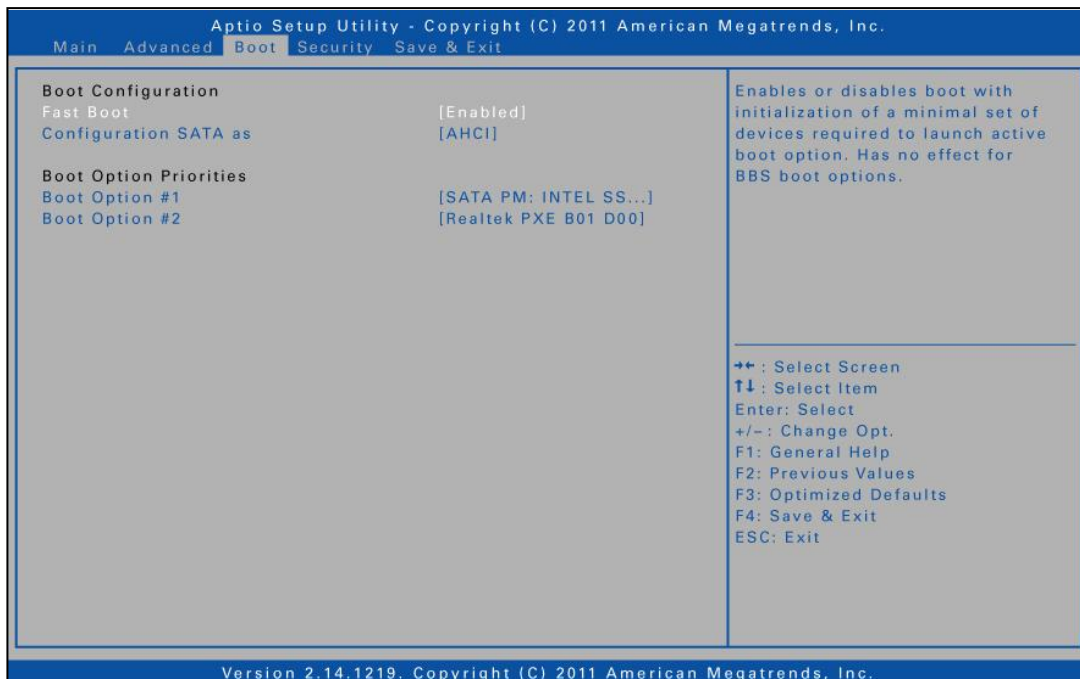 Aptio Setup Utility - Copyright (C) 2011 American Megatrends, Inc.
Main Advanced Boot Security Save & Exit
Boot Configuration
Fast Boot [Enabled]
Configuration SATA as [AHCI]
Boot Option Priorities
Boot Option #1 [SATA PM: INTEL SS...]
Boot Option #2 [Realtek PXE B01 D00]
Enables or disables boot with
initialization of a minimal set of
devices required to launch active
boot option. Has no effect for
BBS boot options.
→←: Select Screen
↑↓: Select Item
Enter: Select
+/–: Change Opt.
F1: General Help
F2: Previous Values
F3: Optimized Defaults
F4: Save & Exit
ESC: Exit
Version 2.14.1219. Copyright (C) 2011 American Megatrends, Inc.